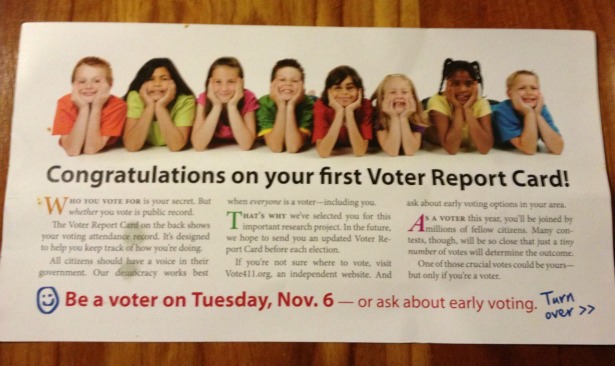 Congratulations on your first Voter Report Card!
WHO YOU VOTE FOR is your secret. But
whether you vote is public record.
The Voter Report Card on the back shows
your voting attendance record. It's designed
to help you keep track of how you're doing.
All citizens should have a voice in their
government. Our democracy works best
when everyone is a voter—including you.
THAT'S WHY we've selected you for this
important research project. In the future,
we hope to send you an updated Voter Re-
port Card before each election.
If you're not sure where to vote, visit
Vote411.org, an independent website. And
ask about early voting options in your area.
AS A VOTER this year, you'll be joined by
millions of fellow citizens. Many con-
tests, though, will be so close that just a tiny
number of votes will determine the outcome.
One of those crucial votes could be yours—
but only if you're a voter.
Be a voter on Tuesday, Nov. 6 — or ask about early voting.
Turn
over >>